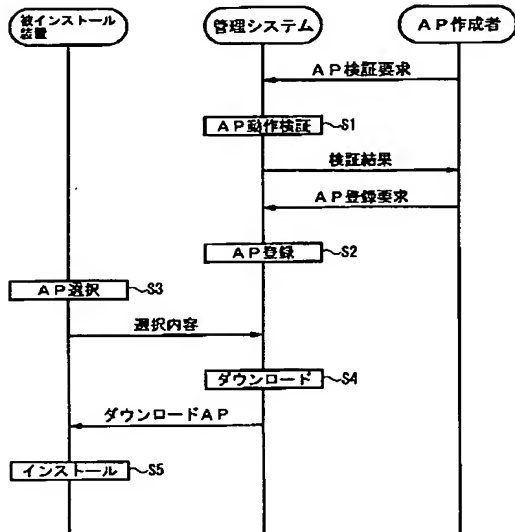 被インストール
装置
管理システム
AP作成者
AP検証要求
AP動作検証
S1
検証結果
AP登録要求
AP登録
S2
AP選択
S3
選択内容
ダウンロード
S4
ダウンロードAP
インストール
S5